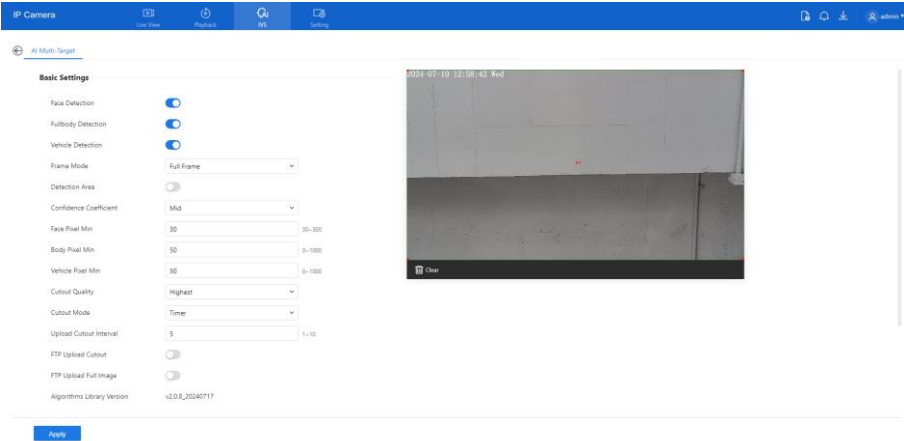 IP Camera
Live View
Playback
IVS
Setting
admin
AI Multi-Target
Basic Settings
Face Detection
Fullbody Detection
Vehicle Detection
Frame Mode Full Frame
Detection Area
Confidence Coefficient Mid
Face Pixel Min 30 30~300
Body Pixel Min 50 0~1000
Vehicle Pixel Min 50 0~1000
Cutout Quality Highest
Cutout Mode Timer
Upload Cutout Interval 5 1~10
FTP Upload Cutout
FTP Upload Full Image
Algorithms Library Version v2.0.8_20240717
2024-07-10 12:58:42 Wed
Clear
Apply